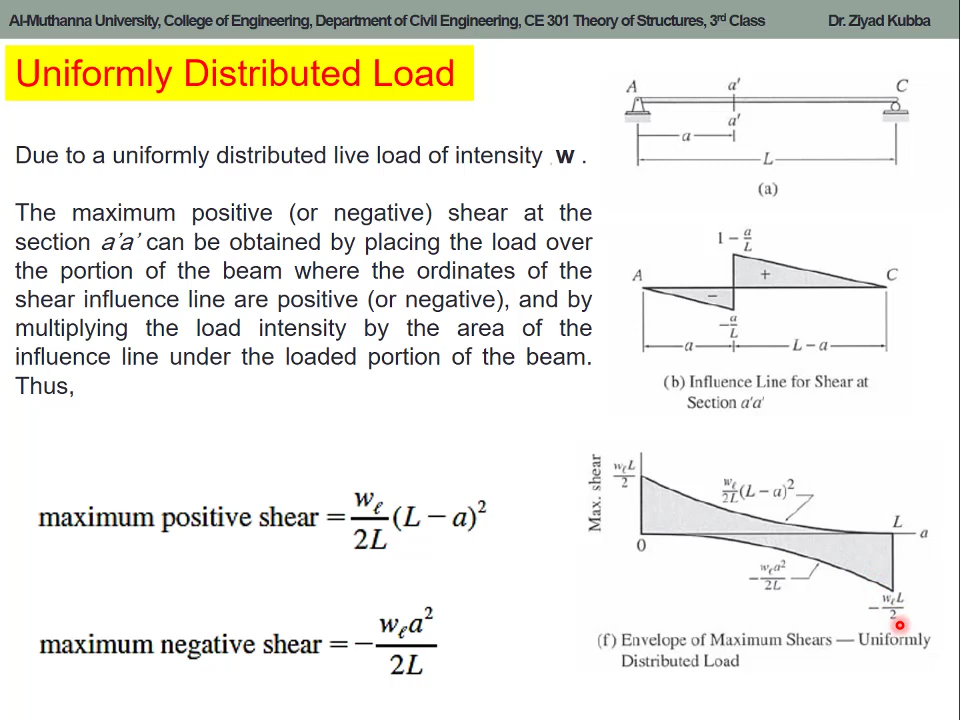 Al-Muthanna University, College of Engineering, Department of Civil Engineering, CE 301 Theory of Structures, 3rd Class Dr. Ziyad Kubba
Uniformly Distributed Load
Due to a uniformly distributed live load of intensity w .
The maximum positive (or negative) shear at the
section a’a’ can be obtained by placing the load over
the portion of the beam where the ordinates of the
shear influence line are positive (or negative), and by
multiplying the load intensity by the area of the
influence line under the loaded portion of the beam.
Thus,
maximum positive shear = wℓ/2L (L − a)²
maximum negative shear = − wℓa²/2L
A a′ C
a′
a
L
(a)
1 − a/L
A + C
−
− a/L
a L − a
(b) Influence Line for Shear at
Section a′a′
Max. shear
wℓL/2
wℓ/2L (L − a)²
L
a
0
− wℓa²/2L
− wℓL/2
(f) Envelope of Maximum Shears — Uniformly
Distributed Load